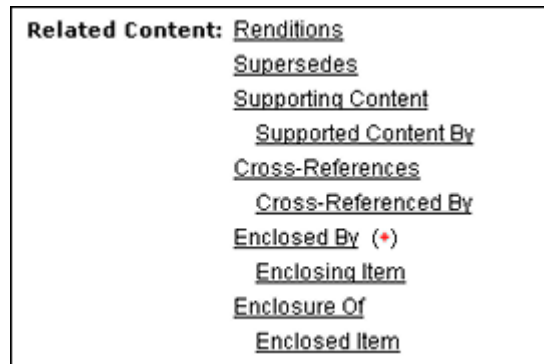 Related Content: Renditions
Supersedes
Supporting Content
Supported Content By
Cross-References
Cross-Referenced By
Enclosed By (+)
Enclosing Item
Enclosure Of
Enclosed Item